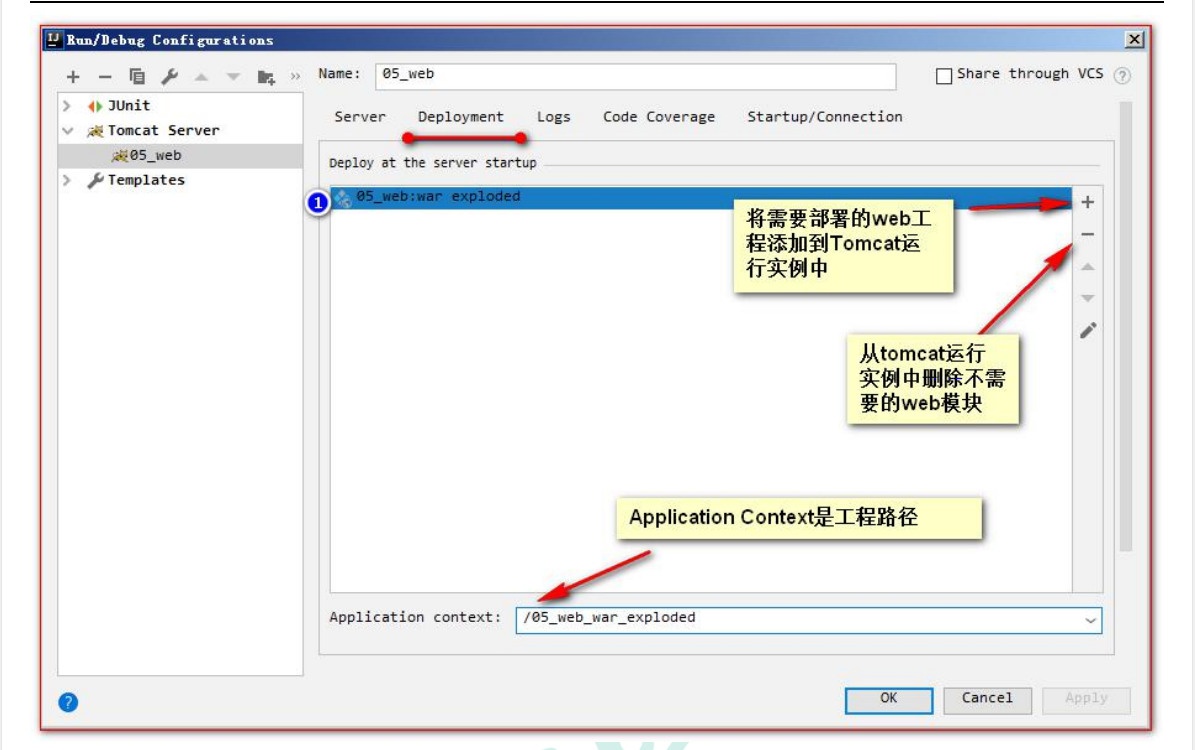 Run/Debug Configurations
Name: 05_web
Share through VCS
JUnit
Tomcat Server
05_web
Templates
Server Deployment Logs Code Coverage Startup/Connection
Deploy at the server startup
1
05_web:war exploded
将需要部署的web工
程添加到Tomcat运
行实例中
从tomcat运行
实例中删除不需
要的web模块
Application Context是工程路径
Application context: /05_web_war_exploded
OK Cancel Apply